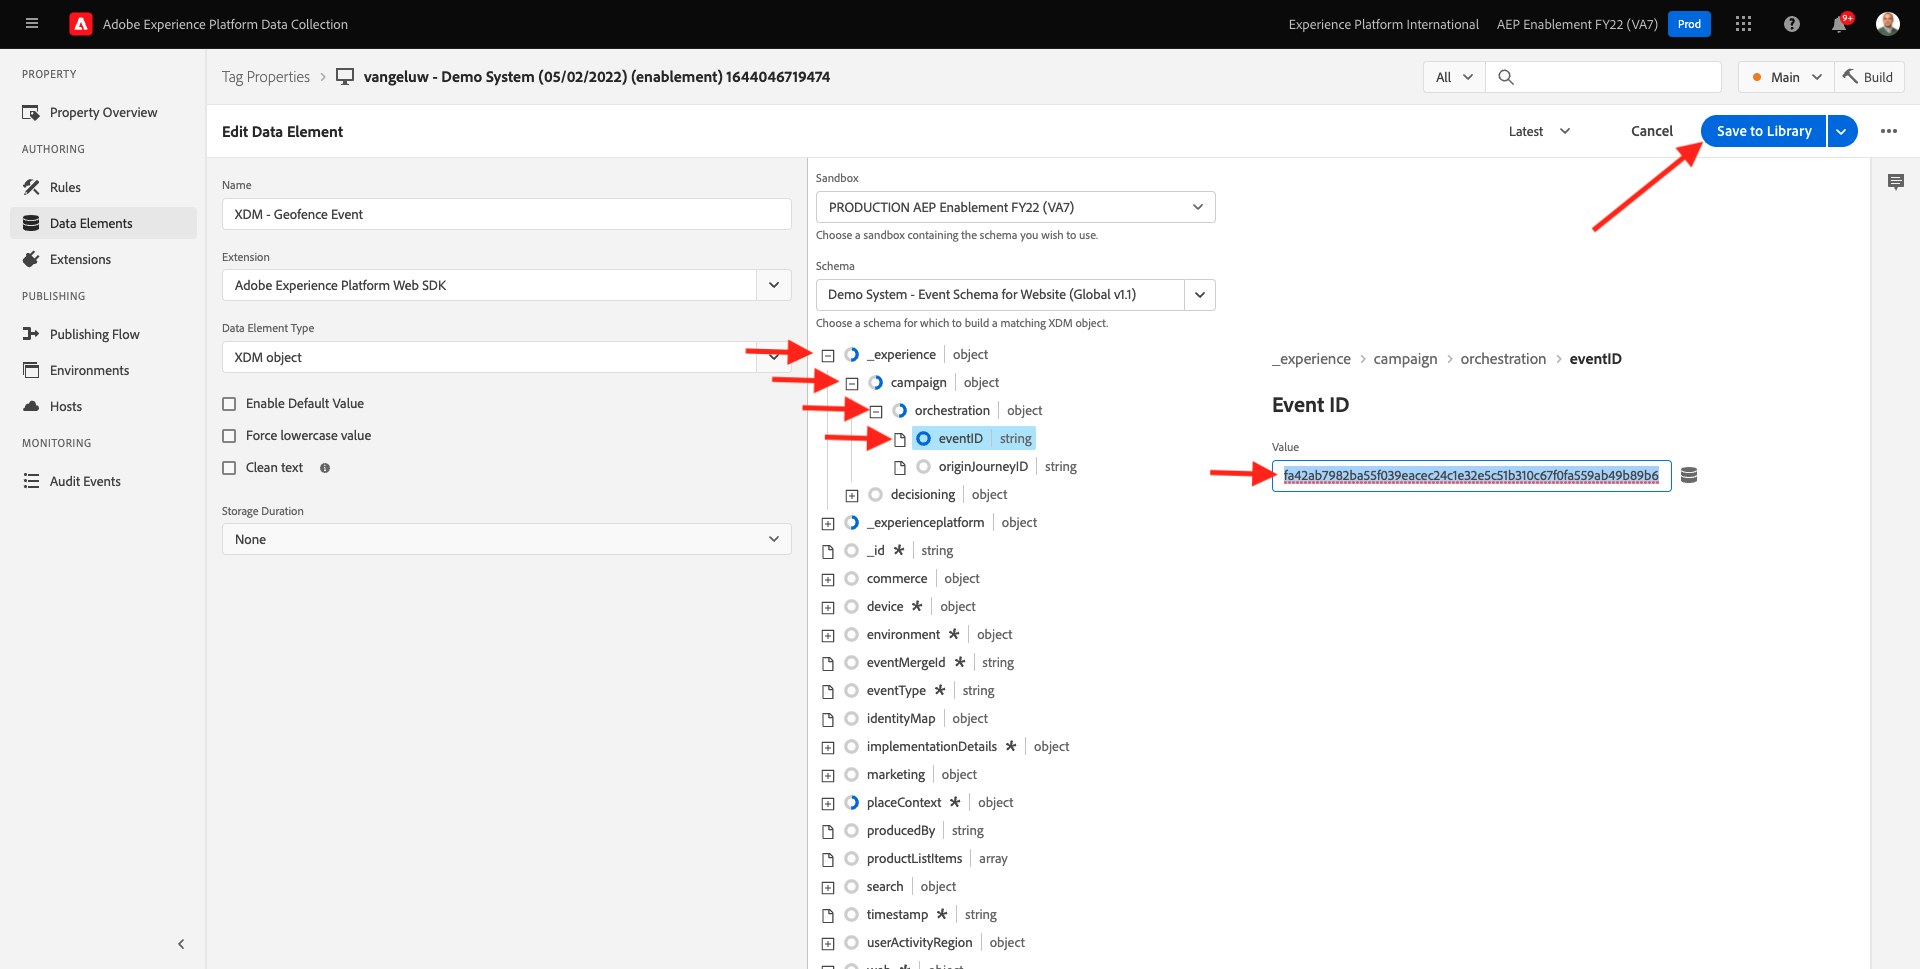 Adobe Experience Platform Data Collection
Experience Platform International
AEP Enablement FY22 (VA7)
Prod
9+
PROPERTY
Property Overview
AUTHORING
Rules
Data Elements
Extensions
PUBLISHING
Publishing Flow
Environments
Hosts
MONITORING
Audit Events
Tag Properties > vangeluw - Demo System (05/02/2022) (enablement) 1644046719474
All
Main
Build
Edit Data Element
Latest
Cancel
Save to Library
Name
XDM - Geofence Event
Extension
Adobe Experience Platform Web SDK
Data Element Type
XDM object
Enable Default Value
Force lowercase value
Clean text
Storage Duration
None
Sandbox
PRODUCTION AEP Enablement FY22 (VA7)
Choose a sandbox containing the schema you wish to use.
Schema
Demo System - Event Schema for Website (Global v1.1)
Choose a schema for which to build a matching XDM object.
_experience | object
campaign | object
orchestration | object
eventID | string
originJourneyID | string
decisioning | object
_experienceplatform | object
_id * | string
commerce | object
device * | object
environment * | object
eventMergeId * | string
eventType * | string
identityMap | object
implementationDetails * | object
marketing | object
placeContext * | object
producedBy | string
productListItems | array
search | object
timestamp * | string
userActivityRegion | object
web * | object
_experience > campaign > orchestration > eventID
Event ID
Value
fa42ab7982ba55f039eacec24c1e32e5c51b310c67f0fa559ab49b89b6